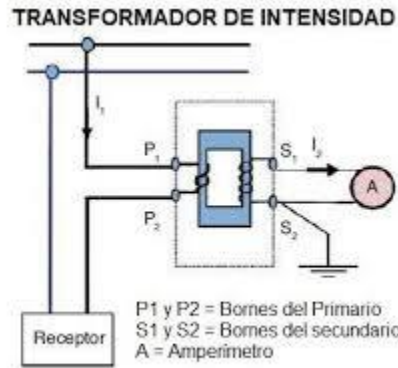 TRANSFORMADOR DE INTENSIDAD
I1
P1
S1
I2
A
P2
S2
P1 y P2 = Bornes del Primario
S1 y S2 = Bornes del secundario
A = Amperímetro
Receptor